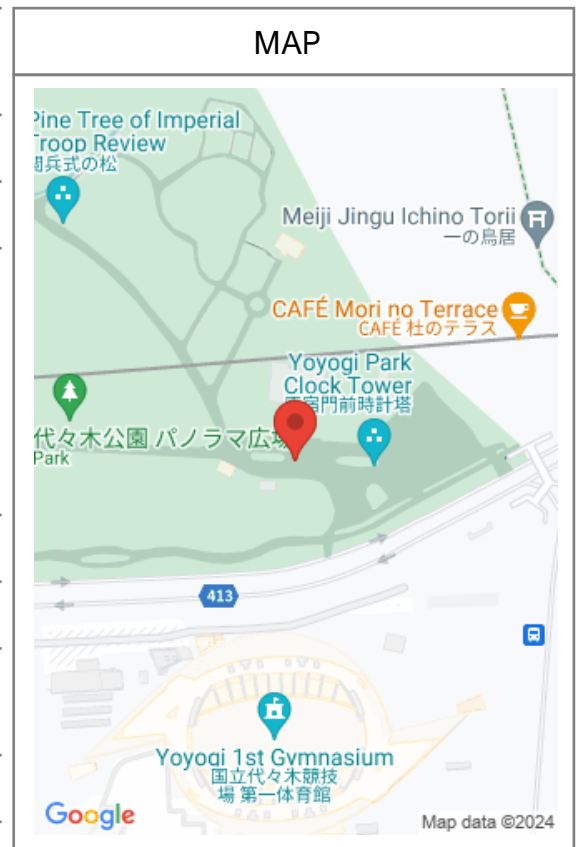 MAP
Pine Tree of Imperial
Troop Review
閲兵式の松
Meiji Jingu Ichino Torii
一の鳥居
CAFÉ Mori no Terrace
CAFÉ 杜のテラス
Yoyogi Park
Clock Tower
原宿門前時計塔
代々木公園 パノラマ広場
Park
413
Yoyogi 1st Gymnasium
国立代々木競技
場 第一体育館
Google
Map data ©2024